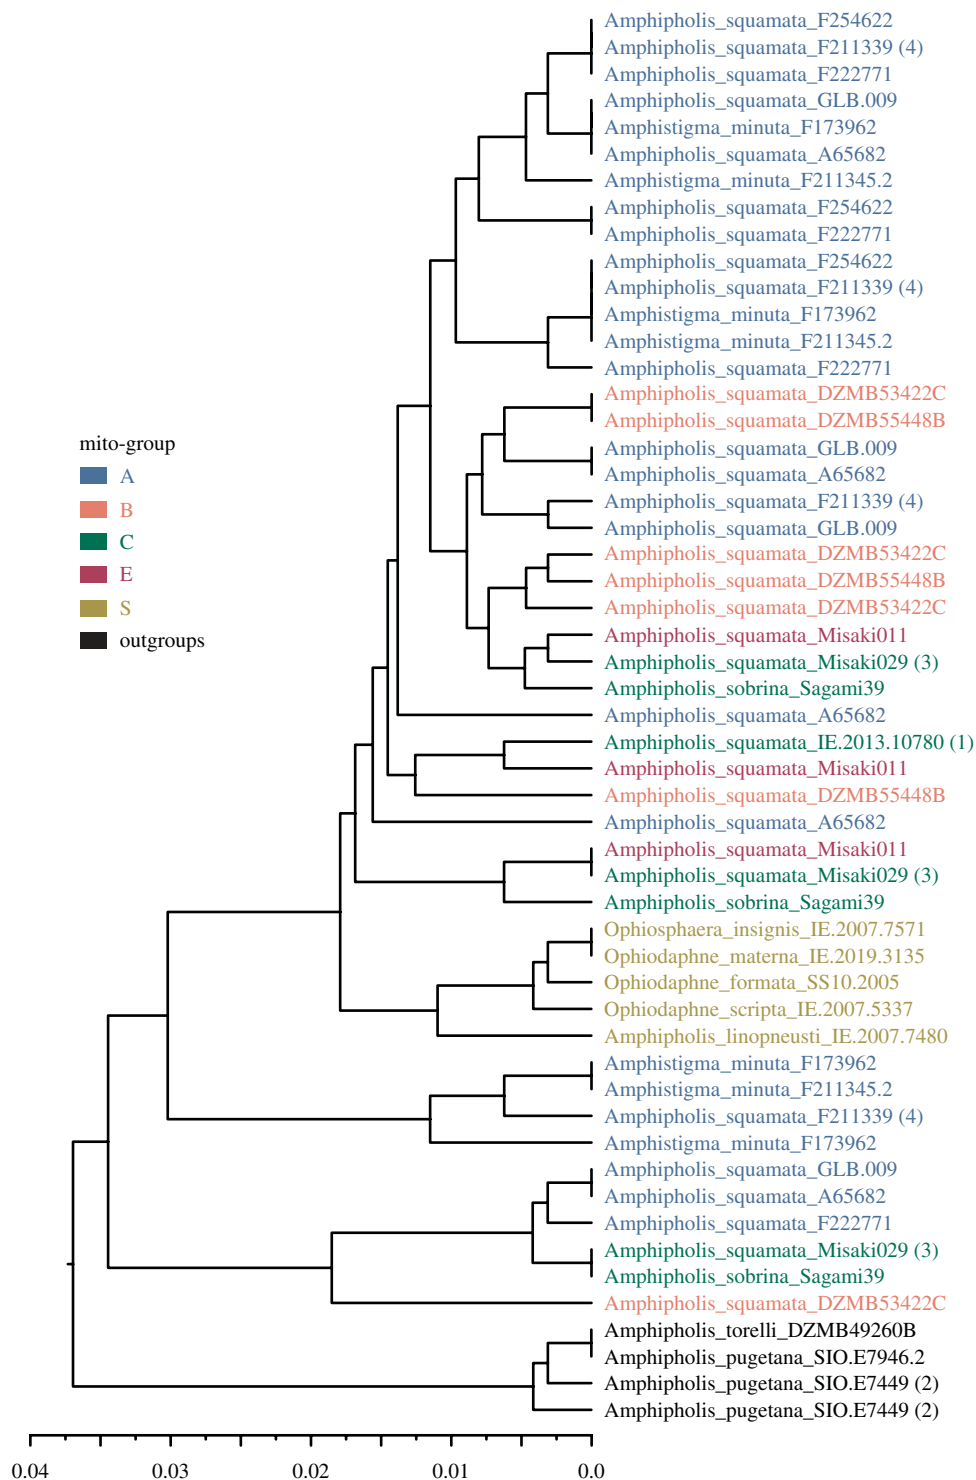 Amphipholis_squamata_F254622
Amphipholis_squamata_F211339 (4)
Amphipholis_squamata_F222771
Amphipholis_squamata_GLB.009
Amphistigma_minuta_F173962
Amphipholis_squamata_A65682
Amphistigma_minuta_F211345.2
Amphipholis_squamata_F254622
Amphipholis_squamata_F222771
Amphipholis_squamata_F254622
Amphipholis_squamata_F211339 (4)
Amphistigma_minuta_F173962
Amphistigma_minuta_F211345.2
Amphipholis_squamata_F222771
Amphipholis_squamata_DZMB53422C
Amphipholis_squamata_DZMB55448B
Amphipholis_squamata_GLB.009
Amphipholis_squamata_A65682
Amphipholis_squamata_F211339 (4)
Amphipholis_squamata_GLB.009
Amphipholis_squamata_DZMB53422C
Amphipholis_squamata_DZMB55448B
Amphipholis_squamata_DZMB53422C
Amphipholis_squamata_Misaki011
Amphipholis_squamata_Misaki029 (3)
Amphipholis_sobrina_Sagami39
Amphipholis_squamata_A65682
Amphipholis_squamata_IE.2013.10780 (1)
Amphipholis_squamata_Misaki011
Amphipholis_squamata_DZMB55448B
Amphipholis_squamata_A65682
Amphipholis_squamata_Misaki011
Amphipholis_squamata_Misaki029 (3)
Amphipholis_sobrina_Sagami39
Ophiosphaera_insignis_IE.2007.7571
Ophiodaphne_materna_IE.2019.3135
Ophiodaphne_formata_SS10.2005
Ophiodaphne_scripta_IE.2007.5337
Amphipholis_linopneusti_IE.2007.7480
Amphistigma_minuta_F173962
Amphistigma_minuta_F211345.2
Amphipholis_squamata_F211339 (4)
Amphistigma_minuta_F173962
Amphipholis_squamata_GLB.009
Amphipholis_squamata_A65682
Amphipholis_squamata_F222771
Amphipholis_squamata_Misaki029 (3)
Amphipholis_sobrina_Sagami39
Amphipholis_squamata_DZMB53422C
Amphipholis_torelli_DZMB49260B
Amphipholis_pugetana_SIO.E7946.2
Amphipholis_pugetana_SIO.E7449 (2)
Amphipholis_pugetana_SIO.E7449 (2)
mito-group
A
B
C
E
S
outgroups
0.04 0.03 0.02 0.01 0.0